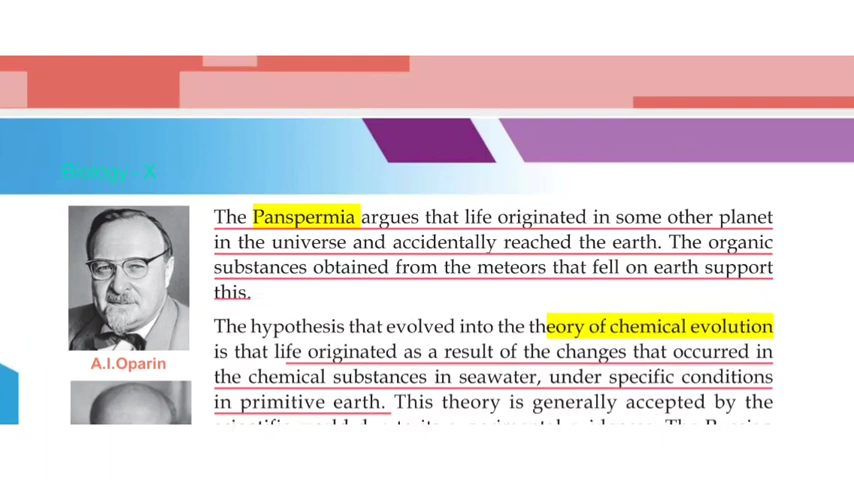 Biology - X
The Panspermia argues that life originated in some other planet
in the universe and accidentally reached the earth. The organic
substances obtained from the meteors that fell on earth support
this.
The hypothesis that evolved into the the theory of chemical evolution
is that life originated as a result of the changes that occurred in
the chemical substances in seawater, under specific conditions
in primitive earth. This theory is generally accepted by the
A.I.Oparin